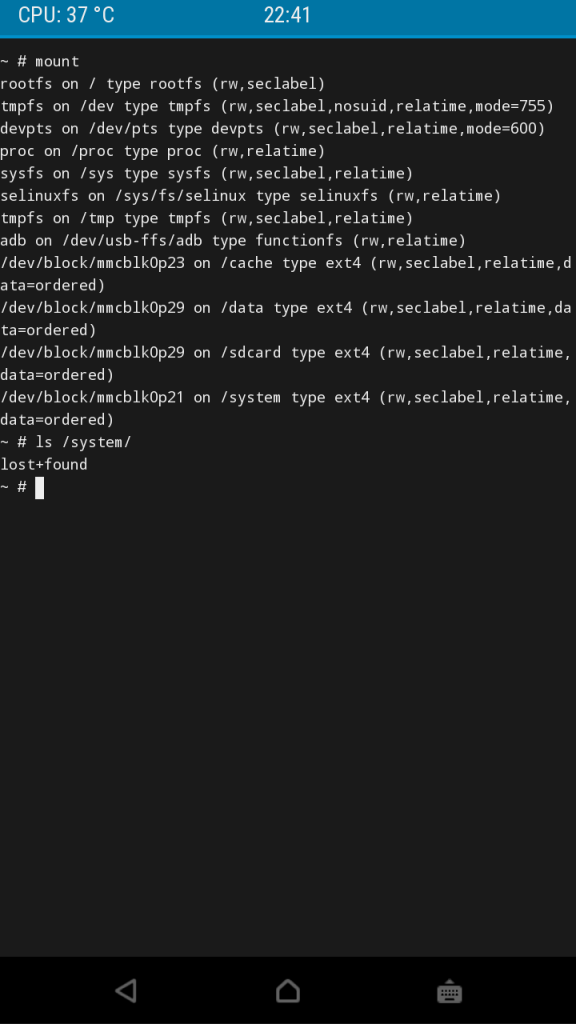 CPU: 37 °C 22:41
~ # mount
rootfs on / type rootfs (rw,seclabel)
tmpfs on /dev type tmpfs (rw,seclabel,nosuid,relatime,mode=755)
devpts on /dev/pts type devpts (rw,seclabel,relatime,mode=600)
proc on /proc type proc (rw,relatime)
sysfs on /sys type sysfs (rw,seclabel,relatime)
selinuxfs on /sys/fs/selinux type selinuxfs (rw,relatime)
tmpfs on /tmp type tmpfs (rw,seclabel,relatime)
adb on /dev/usb-ffs/adb type functionfs (rw,relatime)
/dev/block/mmcblk0p23 on /cache type ext4 (rw,seclabel,relatime,d
ata=ordered)
/dev/block/mmcblk0p29 on /data type ext4 (rw,seclabel,relatime,da
ta=ordered)
/dev/block/mmcblk0p29 on /sdcard type ext4 (rw,seclabel,relatime,
data=ordered)
/dev/block/mmcblk0p21 on /system type ext4 (rw,seclabel,relatime,
data=ordered)
~ # ls /system/
lost+found
~ #